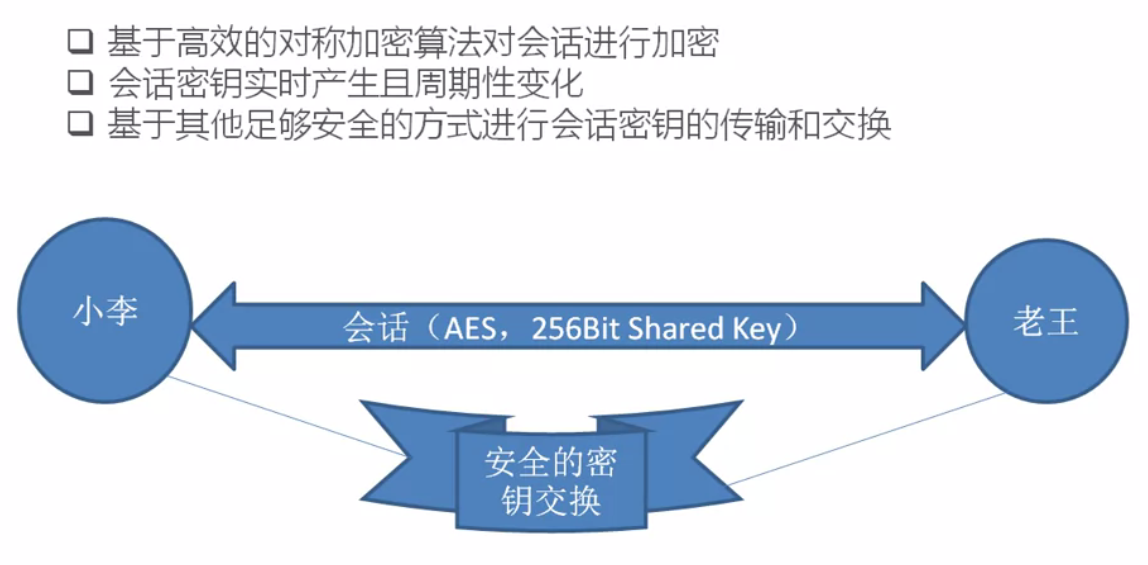 基于高效的对称加密算法对会话进行加密
会话密钥实时产生且周期性变化
基于其他足够安全的方式进行会话密钥的传输和交换
小李
会话（AES，256Bit Shared Key）
老王
安全的密
钥交换